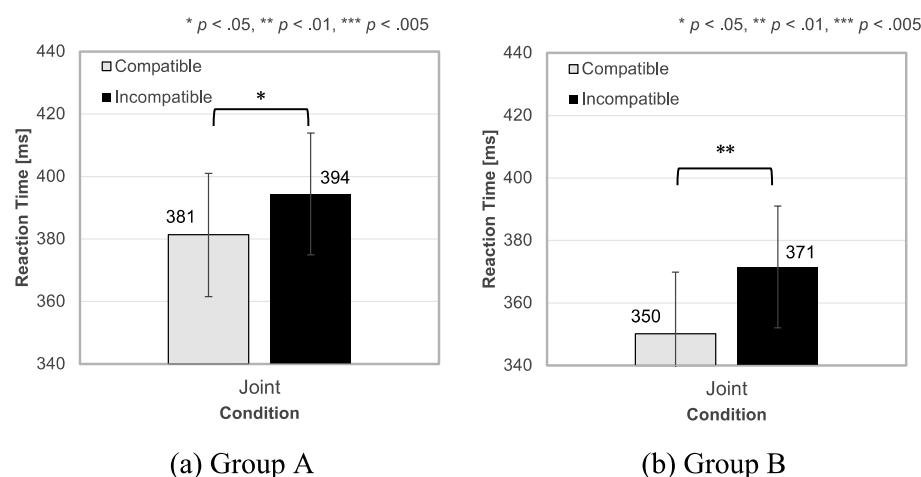 * p < .05, ** p < .01, *** p < .005
440
420
400
380
360
340
Reaction Time [ms]
Compatible
Incompatible
*
381
394
Joint
Condition
(a) Group A
* p < .05, ** p < .01, *** p < .005
440
420
400
380
360
340
Reaction Time [ms]
Compatible
Incompatible
**
350
371
Joint
Condition
(b) Group B